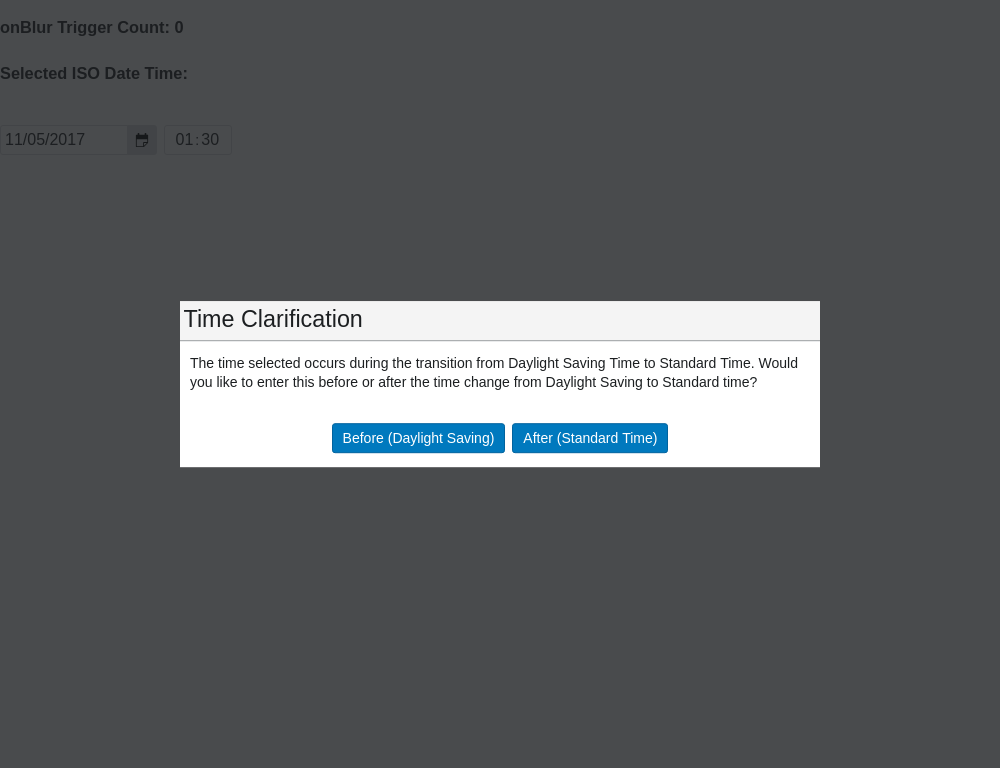 onBlur Trigger Count: 0
Selected ISO Date Time:
11/05/2017 01:30
Time Clarification
The time selected occurs during the transition from Daylight Saving Time to Standard Time. Would
you like to enter this before or after the time change from Daylight Saving to Standard time?
Before (Daylight Saving) After (Standard Time)